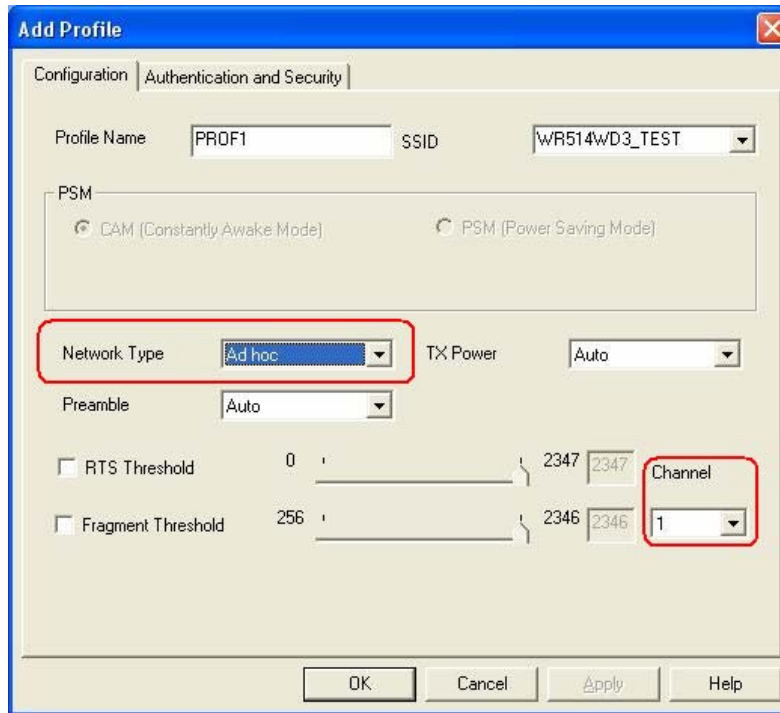 Add Profile
Configuration Authentication and Security
Profile Name PROF1 SSID WR514WD3_TEST
PSM
CAM (Constantly Awake Mode) PSM (Power Saving Mode)
Network Type Ad hoc TX Power Auto
Preamble Auto
RTS Threshold 0 2347 2347 Channel
Fragment Threshold 256 2346 2346 1
OK Cancel Apply Help